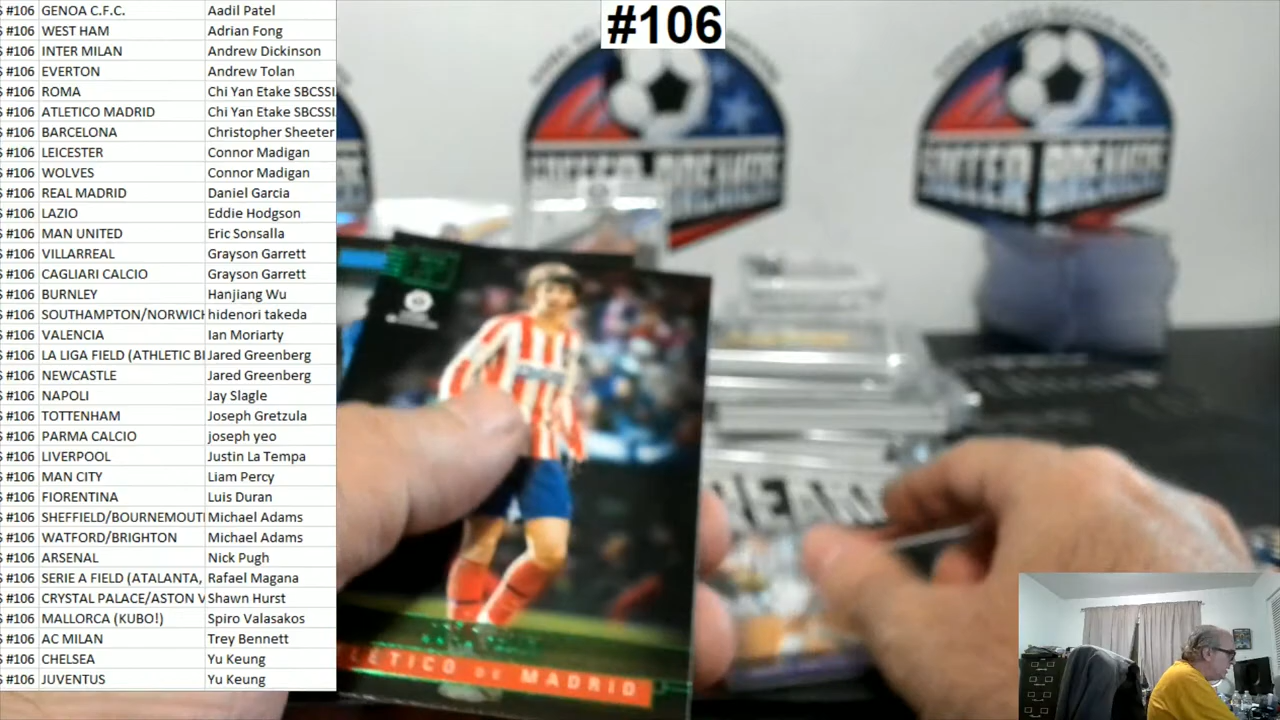 #106
#106 GENOA C.F.C. Aadil Patel
#106 WEST HAM Adrian Fong
#106 INTER MILAN Andrew Dickinson
#106 EVERTON Andrew Tolan
#106 ROMA Chi Yan Etake SBCSSI
#106 ATLETICO MADRID Chi Yan Etake SBCSSI
#106 BARCELONA Christopher Sheeter
#106 LEICESTER Connor Madigan
#106 WOLVES Connor Madigan
#106 REAL MADRID Daniel Garcia
#106 LAZIO Eddie Hodgson
#106 MAN UNITED Eric Sonsalla
#106 VILLARREAL Grayson Garrett
#106 CAGLIARI CALCIO Grayson Garrett
#106 BURNLEY Hanjiang Wu
#106 SOUTHAMPTON/NORWICH hidenori takeda
#106 VALENCIA Ian Moriarty
#106 LA LIGA FIELD (ATHLETIC BI Jared Greenberg
#106 NEWCASTLE Jared Greenberg
#106 NAPOLI Jay Slagle
#106 TOTTENHAM Joseph Gretzula
#106 PARMA CALCIO joseph yeo
#106 LIVERPOOL Justin La Tempa
#106 MAN CITY Liam Percy
#106 FIORENTINA Luis Duran
#106 SHEFFIELD/BOURNEMOUT Michael Adams
#106 WATFORD/BRIGHTON Michael Adams
#106 ARSENAL Nick Pugh
#106 SERIE A FIELD (ATALANTA, Rafael Magana
#106 CRYSTAL PALACE/ASTON V Shawn Hurst
#106 MALLORCA (KUBO!) Spiro Valasakos
#106 AC MILAN Trey Bennett
#106 CHELSEA Yu Keung
#106 JUVENTUS Yu Keung
SOCCER BREAKERS
SOCCER BREAKERS
LETICO DE MADRID